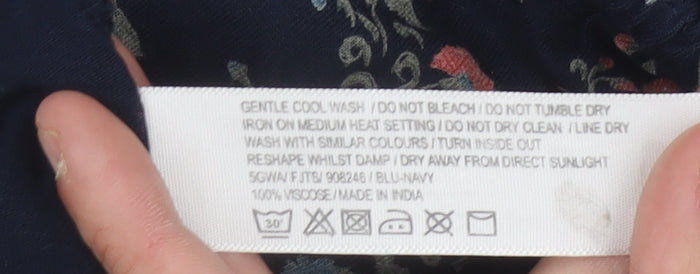 GENTLE COOL WASH / DO NOT BLEACH / DO NOT TUMBLE DRY
IRON ON MEDIUM HEAT SETTING / DO NOT DRY CLEAN / LINE DRY
WASH WITH SIMILAR COLOURS / TURN INSIDE OUT
RESHAPE WHILST DAMP / DRY AWAY FROM DIRECT SUNLIGHT
5GWA/ FJTS/ 908246 / BLU-NAVY
100% VISCOSE / MADE IN INDIA
30°